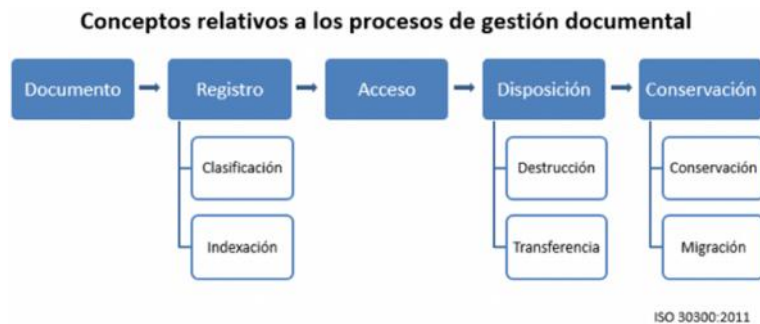 Conceptos relativos a los procesos de gestión documental
Documento
Registro
Acceso
Disposición
Conservación
Clasificación
Destrucción
Conservación
Indexación
Transferencia
Migración
ISO 30300:2011